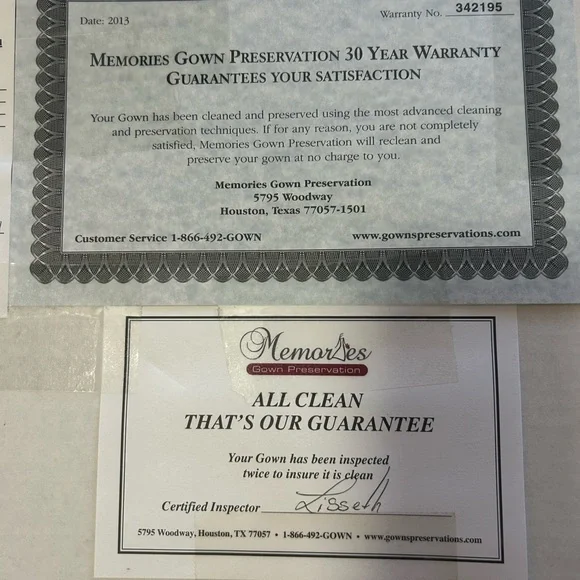 Date: 2013
Warranty No. 342195
MEMORIES GOWN PRESERVATION 30 YEAR WARRANTY
GUARANTEES YOUR SATISFACTION
Your Gown has been cleaned and preserved using the most advanced cleaning
and preservation techniques. If for any reason, you are not completely
satisfied, Memories Gown Preservation will reclean and
preserve your gown at no charge to you.
Memories Gown Preservation
5795 Woodway
Houston, Texas 77057-1501
Customer Service 1-866-492-GOWN
www.gownspreservations.com
Memories
Gown Preservation
ALL CLEAN
THAT'S OUR GUARANTEE
Your Gown has been inspected
twice to insure it is clean
Certified Inspector Lisseth
5795 Woodway, Houston, TX 77057 • 1-866-492-GOWN • www.gownspreservations.com